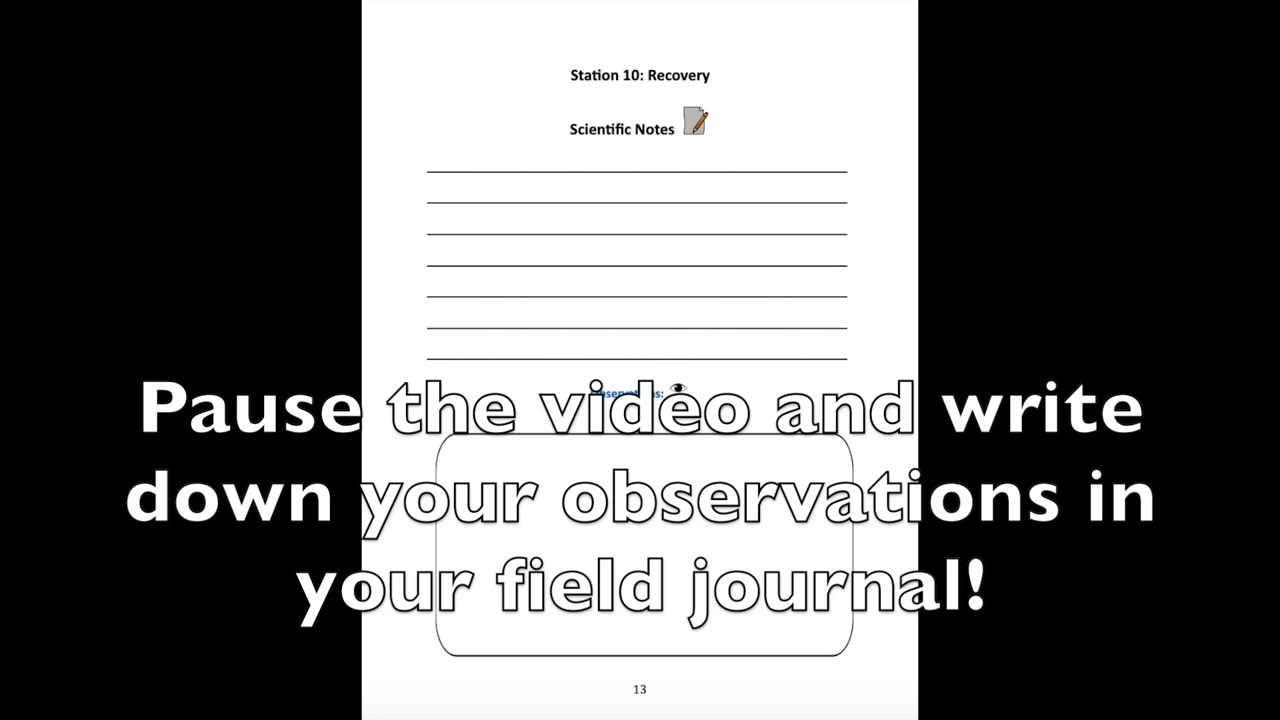 Station 10: Recovery
Scientific Notes
Pause the video and write
down your observations in
your field journal!
13